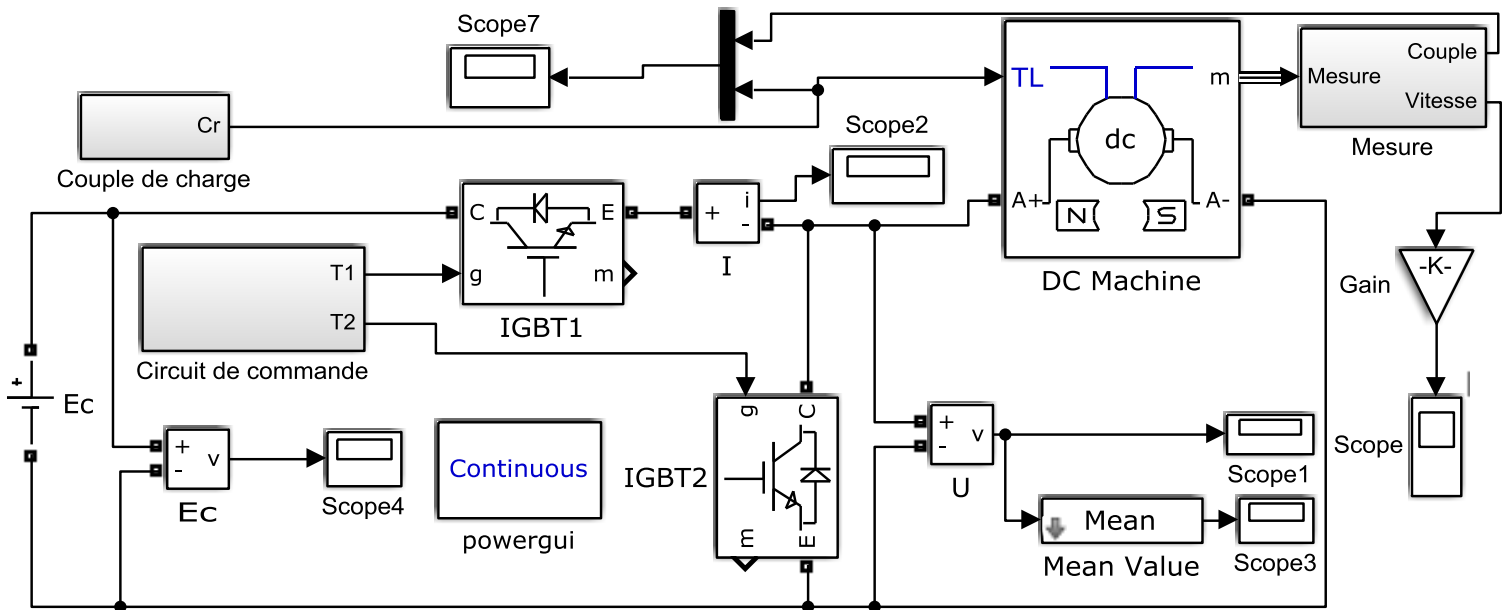 Scope7
Cr
Couple de charge
TL
m
dc
A+
A-
N
S
DC Machine
Mesure
Couple
Vitesse
Mesure
Scope2
C
E
g
m
IGBT1
+
i
-
I
T1
T2
Circuit de commande
-K-
Gain
Scope
+
Ec
+
-
v
Ec
Scope4
Continuous
powergui
g
C
m
E
IGBT2
+
-
v
U
Scope1
Mean
Mean Value
Scope3